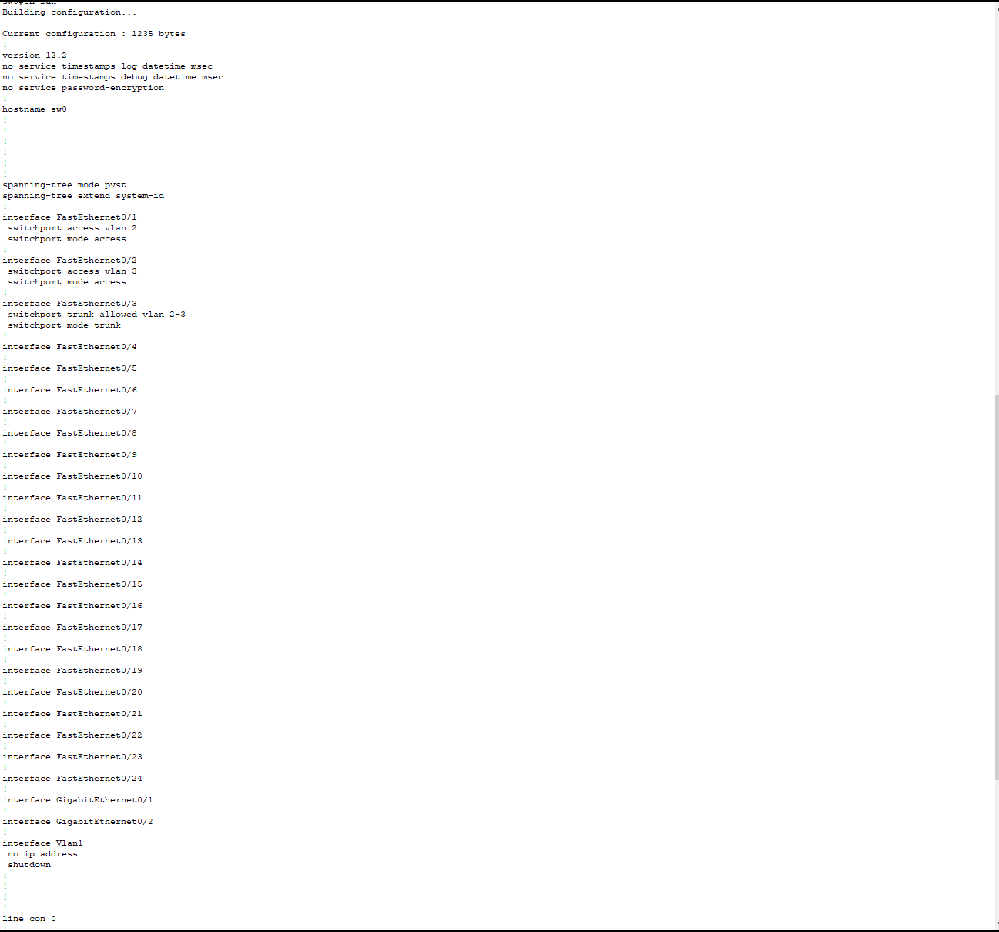 sw0#sh run
Building configuration...
Current configuration : 1235 bytes
!
version 12.2
no service timestamps log datetime msec
no service timestamps debug datetime msec
no service password-encryption
!
hostname sw0
!
!
!
!
!
!
spanning-tree mode pvst
spanning-tree extend system-id
!
interface FastEthernet0/1
switchport access vlan 2
switchport mode access
!
interface FastEthernet0/2
switchport access vlan 3
switchport mode access
!
interface FastEthernet0/3
switchport trunk allowed vlan 2-3
switchport mode trunk
!
interface FastEthernet0/4
!
interface FastEthernet0/5
!
interface FastEthernet0/6
!
interface FastEthernet0/7
!
interface FastEthernet0/8
!
interface FastEthernet0/9
!
interface FastEthernet0/10
!
interface FastEthernet0/11
!
interface FastEthernet0/12
!
interface FastEthernet0/13
!
interface FastEthernet0/14
!
interface FastEthernet0/15
!
interface FastEthernet0/16
!
interface FastEthernet0/17
!
interface FastEthernet0/18
!
interface FastEthernet0/19
!
interface FastEthernet0/20
!
interface FastEthernet0/21
!
interface FastEthernet0/22
!
interface FastEthernet0/23
!
interface FastEthernet0/24
!
interface GigabitEthernet0/1
!
interface GigabitEthernet0/2
!
interface Vlan1
no ip address
shutdown
!
!
!
!
line con 0
!